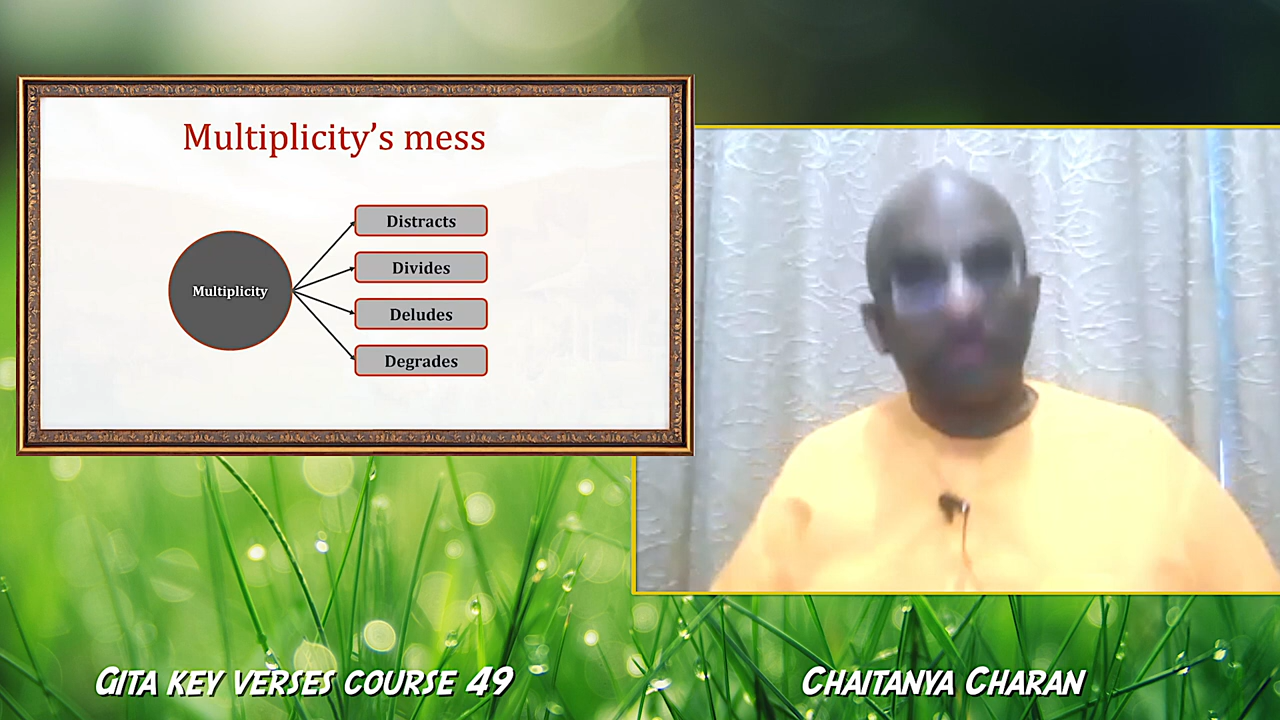 Multiplicity’s mess
Multiplicity
Distracts
Divides
Deludes
Degrades
GITA KEY VERSES COURSE 49
CHAITANYA CHARAN